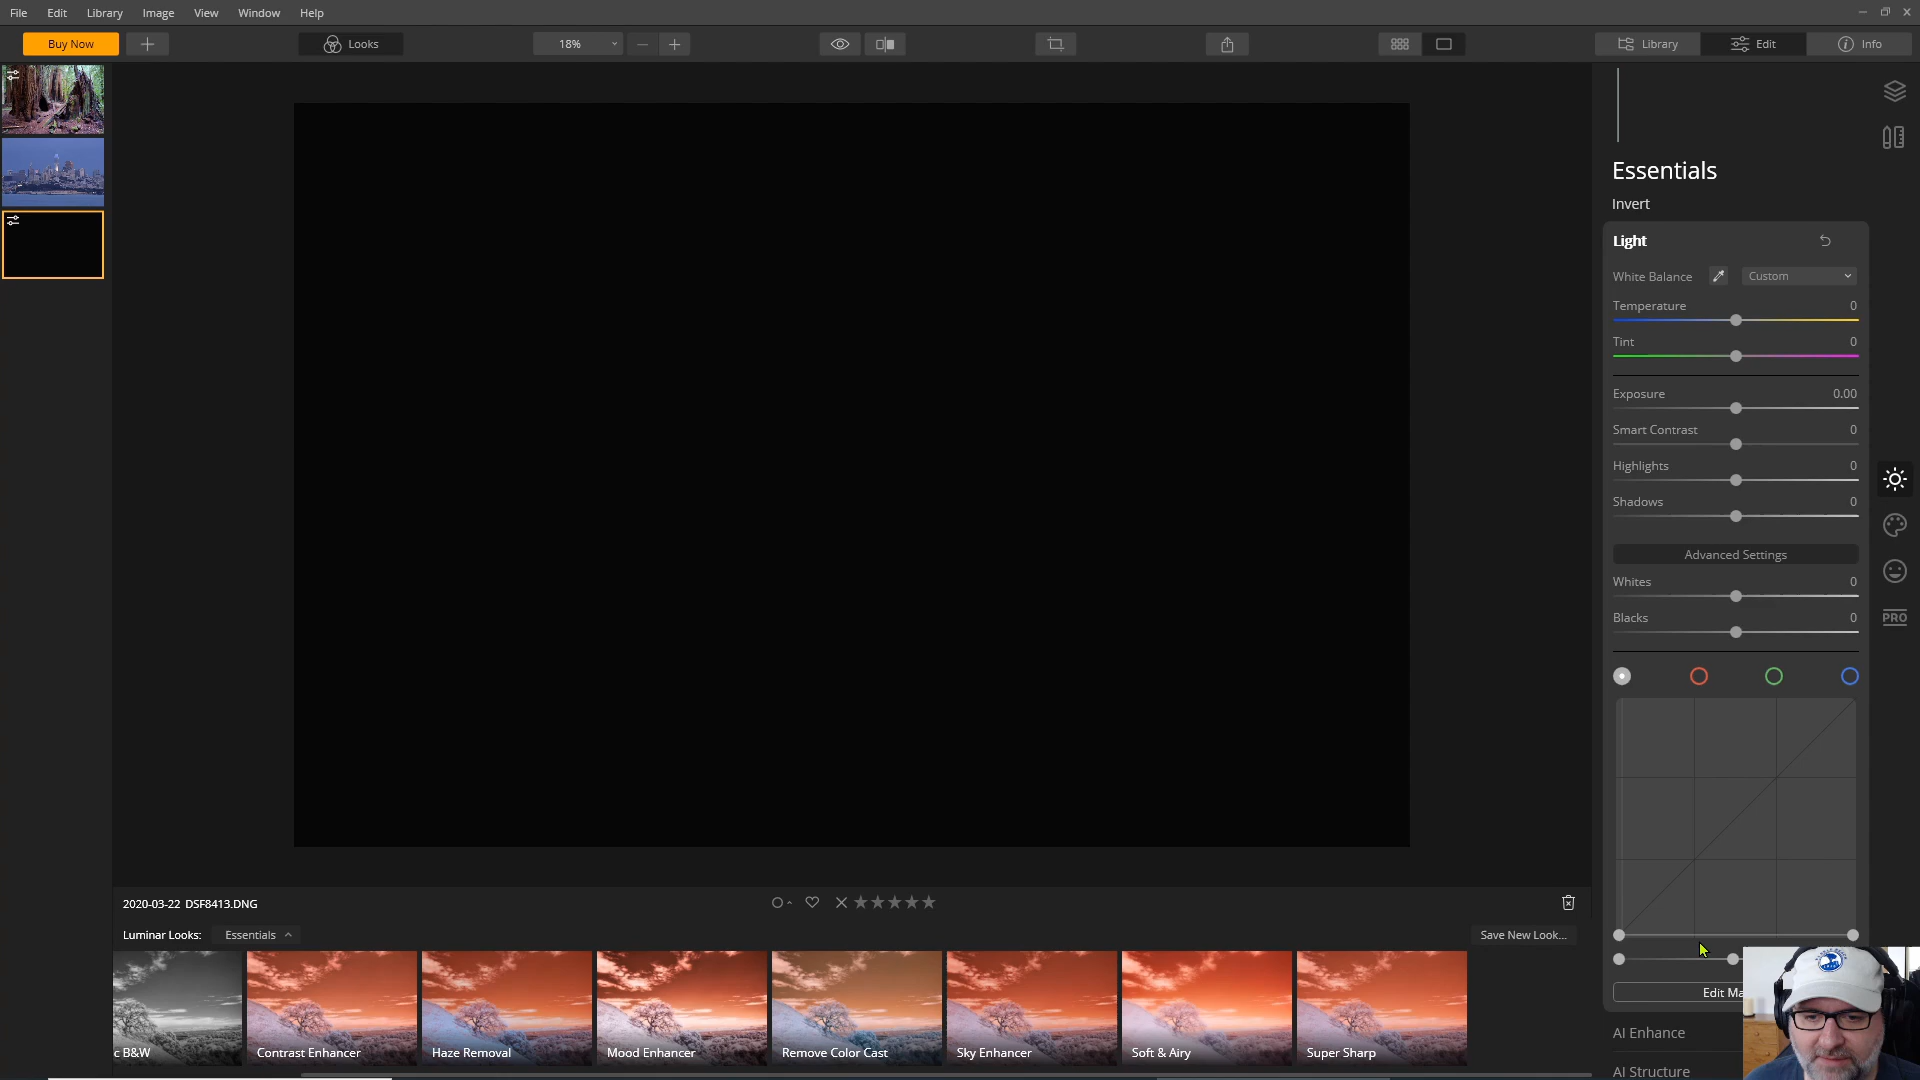 File Edit Library Image View Window Help
Buy Now Looks 18% Library Edit Info
Essentials
Invert
Light
White Balance Custom
Temperature 0
Tint 0
Exposure 0.00
Smart Contrast 0
Highlights 0
Shadows 0
Advanced Settings
Whites 0
Blacks 0
PRO
2020-03-22 DSF8413.DNG
Luminar Looks: Essentials Save New Look...
c B&W Contrast Enhancer Haze Removal Mood Enhancer Remove Color Cast Sky Enhancer Soft & Airy Super Sharp
Edit Ma
AI Enhance
AI Structure